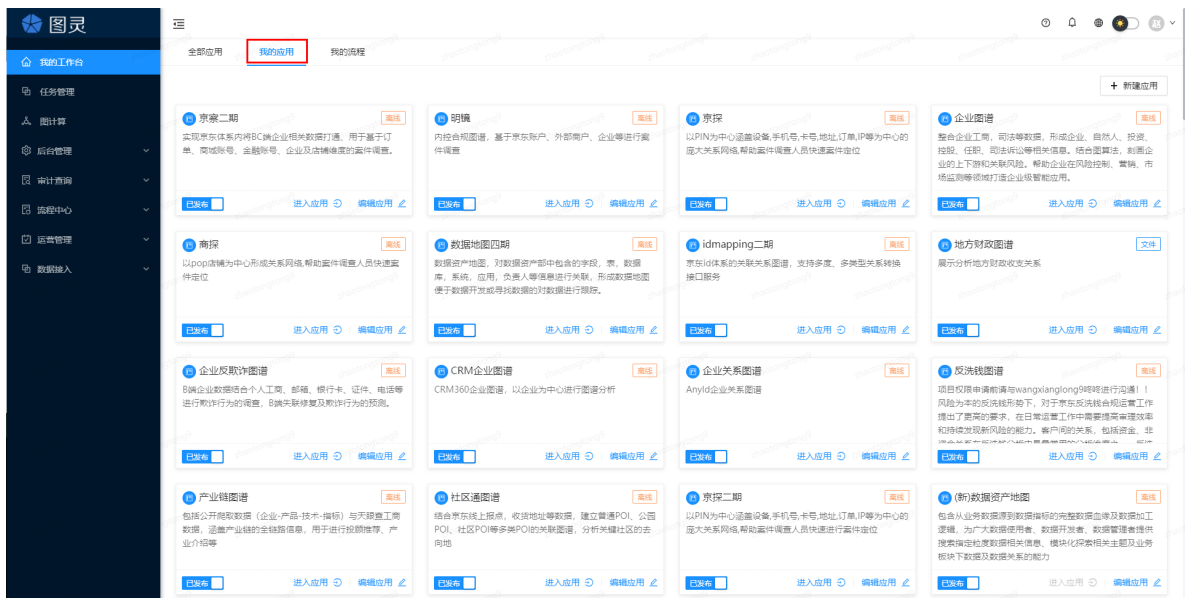 图灵
全部应用 我的应用 我的流程
我的工作台
任务管理
图计算
后台管理
审计查询
流程中心
运营管理
数据接入
+ 新建应用
京察二期 离线
实现京东体系内将BC端企业相关数据打通、用于基于订
单、商城账号、金融账号、企业及店铺维度的案件调查。
已发布 进入应用 编辑应用
明镜 离线
内控合规图谱，基于京东账户、外部商户、企业等进行案
件调查
已发布 进入应用 编辑应用
京探 离线
以PIN为中心涵盖设备,手机号,卡号,地址,订单,IP等为中心的
庞大关系网络,帮助案件调查人员快速案件定位
已发布 进入应用 编辑应用
企业图谱 离线
整合企业工商，司法等数据，形成企业、自然人、投资、
控股、任职、司法诉讼等相关信息。结合图算法，刻画企
业的上下游和关联风险。帮助企业在风险控制、营销、市
场监测等领域打造企业级智能应用。
已发布 进入应用 编辑应用
商探 离线
以pop店铺为中心形成关系网络,帮助案件调查人员快速案
件定位
已发布 进入应用 编辑应用
数据地图四期 离线
数据资产地图，对数据资产部中包含的字段，表，数据
库，系统，应用，负责人等信息进行关联，形成数据地图
便于数据开发或寻找数据的对数据进行跟踪。
已发布 进入应用 编辑应用
idmapping二期 离线
京东id体系的关联关系图谱，支持多度、多类型关系转换
接口服务
已发布 进入应用 编辑应用
地方财政图谱 文件
展示分析地方财政收支关系
已发布 进入应用 编辑应用
企业反欺诈图谱 离线
B端企业数据结合个人工商，邮箱，银行卡、证件、电话等
进行欺诈行为的调查，B端失联修复及欺诈行为的预测。
已发布 进入应用 编辑应用
CRM企业图谱 离线
CRM360企业图谱，以企业为中心进行图谱分析
已发布 进入应用 编辑应用
企业关系图谱 离线
AnyId企业关系图谱
已发布 进入应用 编辑应用
反洗钱图谱 离线
项目权限申请前请与wangxianglong9咚咚进行沟通！！
风险为本的反洗钱形势下，对于京东反洗钱合规运营工作
提出了更高的要求，在日常运营工作中需要提高审理效率
和持续发现新风险的能力。客户间的关系，包括资金、非
已发布 进入应用 编辑应用
产业链图谱 离线
包括公开爬取数据（企业-产品-技术-指标）与天眼查工商
数据，涵盖产业链的全链路信息，用于进行投顾推荐、产
业介绍等
已发布 进入应用 编辑应用
社区通图谱 离线
结合京东线上报点，收货地址等数据，建立普通POI、公园
POI、社区POI等多类POI的关联图谱，分析关键社区的去
向地
已发布 进入应用 编辑应用
京探二期 离线
以PIN为中心涵盖设备,手机号,卡号,地址,订单,IP等为中心的
庞大关系网络,帮助案件调查人员快速进行案件定位
已发布 进入应用 编辑应用
(新)数据资产地图 离线
包含从业务数据源到数据指标的完整数据血缘及数据加工
逻辑，为广大数据使用者、数据开发者、数据管理者提供
搜索指定粒度数据相关信息、模块化探索相关主题及业务
板块下数据及数据关系的能力
已发布 进入应用 编辑应用